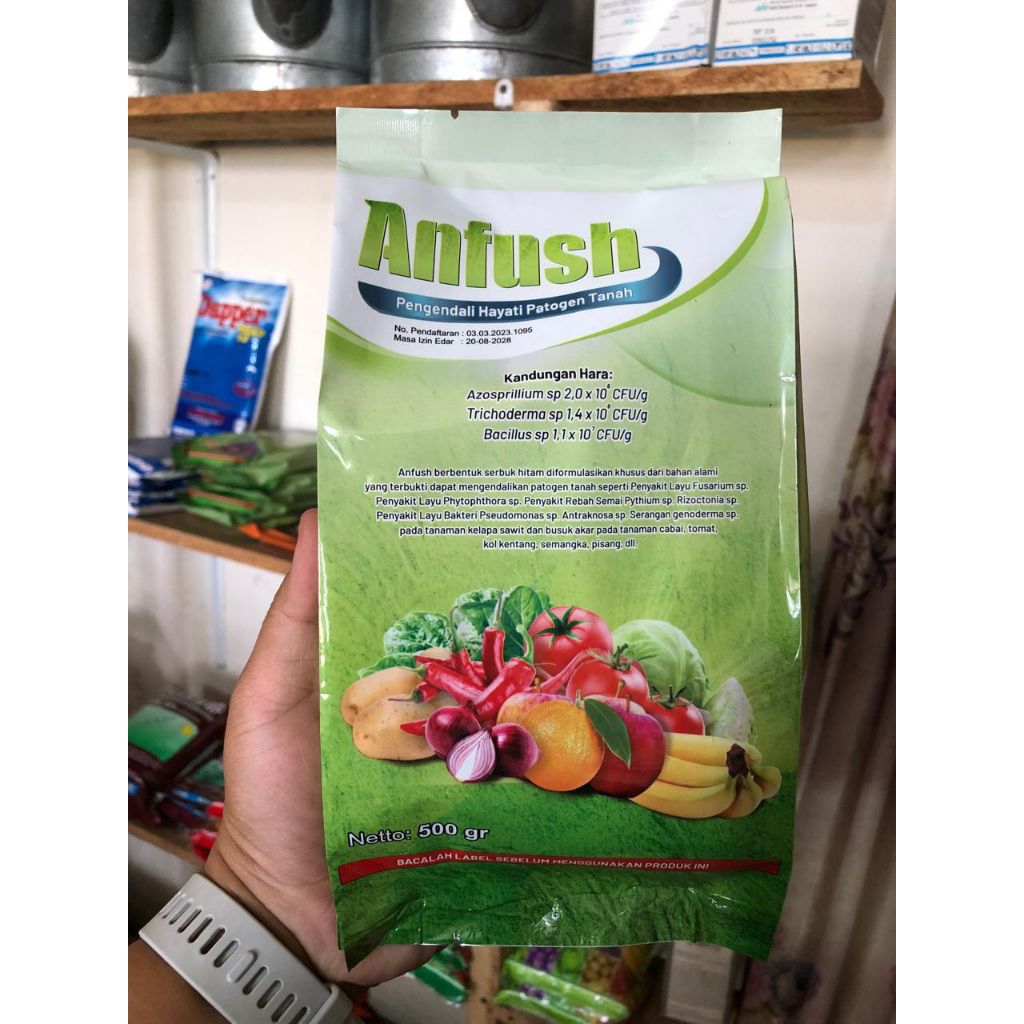 Anfush
Pengendali Hayati Patogen Tanah
No. Pendaftaran : 03.03.2023.1095
Masa Izin Edar : 20-08-2028
Kandungan Hara:
Azosprillium sp 2,0 x 10⁶ CFU/g
Trichoderma sp 1,4 x 10⁶ CFU/g
Bacillus sp 1,1 x 10⁷ CFU/g
Anfush berbentuk serbuk hitam diformulasikan khusus dari bahan alami
yang terbukti dapat mengendalikan patogen tanah seperti Penyakit Layu Fusarium sp.
Penyakit Layu Phytophthora sp. Penyakit Rebah Semai Pythium sp. Rizoctonia sp.
Penyakit Layu Bakteri Pseudomonas sp. Antraknosa sp. Serangan genoderma sp.
pada tanaman kelapa sawit dan busuk akar pada tanaman cabai, tomat,
kol kentang, semangka, pisang, dll.
Netto: 500 gr
BACALAH LABEL SEBELUM MENGGUNAKAN PRODUK INI
Dapper